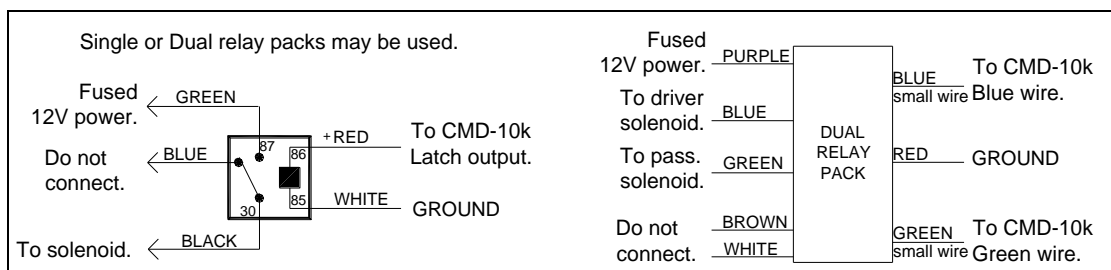 Single or Dual relay packs may be used.
Fused
12V power.
GREEN
Do not
connect.
BLUE
87
86
+RED
To CMD-10k
Latch output.
85
WHITE
GROUND
30
To solenoid.
BLACK
Fused
12V power.
PURPLE
To driver
solenoid.
BLUE
To pass.
solenoid.
GREEN
Do not
connect.
BROWN
WHITE
DUAL
RELAY
PACK
BLUE
small wire
To CMD-10k
Blue wire.
RED
GROUND
GREEN
small wire
To CMD-10k
Green wire.